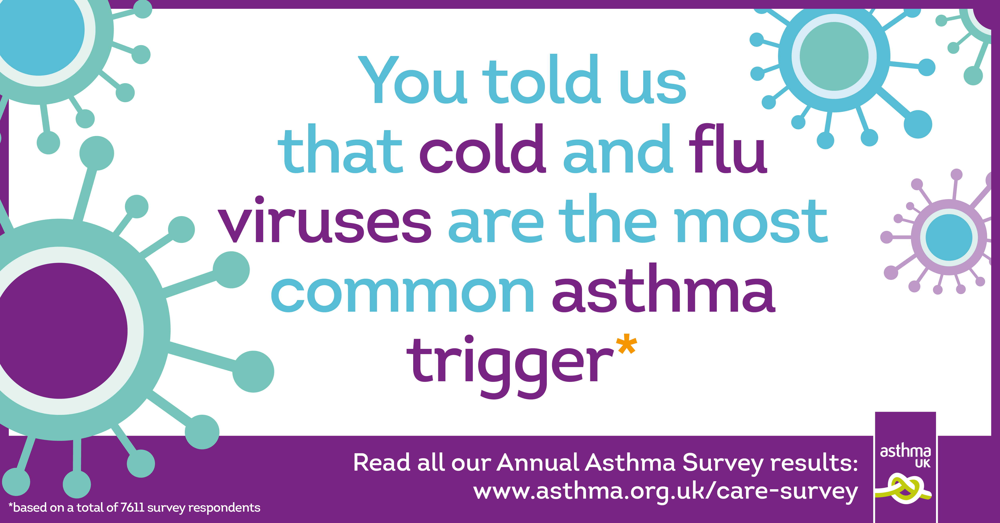 You told us
that cold and flu
viruses are the most
common asthma
trigger*
Read all our Annual Asthma Survey results:
www.asthma.org.uk/care-survey
asthma
UK
*based on a total of 7611 survey respondents